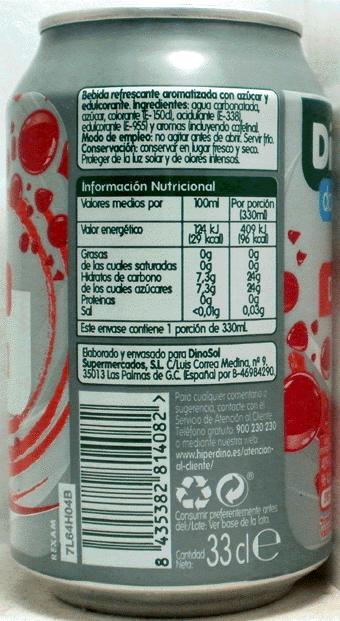 Bebida refrescante aromatizada con azúcar y
edulcorante. Ingredientes: agua carbonatada,
azúcar, colorante (E-150d), acidulante (E-338),
edulcorante (E-955) y aromas (incluyendo cafeína).
Modo de empleo: no agitar antes de abrir. Servir frío.
Conservación: conservar en lugar fresco y seco.
Proteger de la luz solar y de olores intensos.
Información Nutricional
Valores medios por 100ml Por porción
(330ml)
Valor energético 124 kJ 409 kJ
(29 kcal) (96 kcal)
Grasas 0g 0g
de las cuales saturadas 0g 0g
Hidratos de carbono 7,3g 24g
de los cuales azúcares 7,3g 24g
Proteínas 0g 0g
Sal <0,01g 0,03g
Este envase contiene 1 porción de 330ml.
Elaborado y envasado para DinoSol
Supermercados, S.L. C/Luis Correa Medina, nº 9,
35013 Las Palmas de G.C. (España) por B-46984290.
Para cualquier comentario o
sugerencia, contacte con el
Servicio de Atención al Cliente
Teléfono gratuito: 900 230 230
o mediante nuestra web
www.hiperdino.es/atencion-
al-cliente/
Consumir preferentemente antes
del:/Lote: Ver base de la lata.
Cantidad
Neta: 33 cl e
8 435382 814082 >
REXAM
7L64H04B